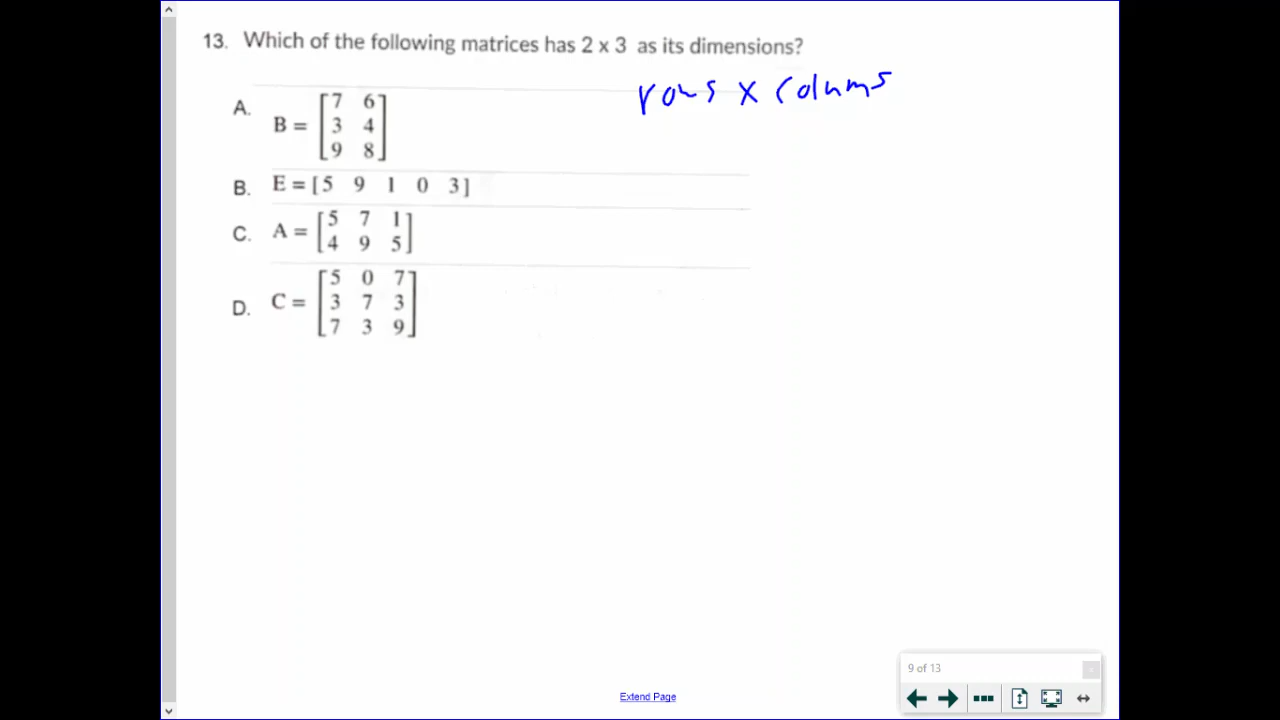 13. Which of the following matrices has 2 x 3 as its dimensions?
rows x colums
A. B = [7 6
3 4
9 8]
B. E = [5 9 1 0 3]
C. A = [5 7 1
4 9 5]
D. C = [5 0 7
3 7 3
7 3 9]
9 of 13
Extend Page